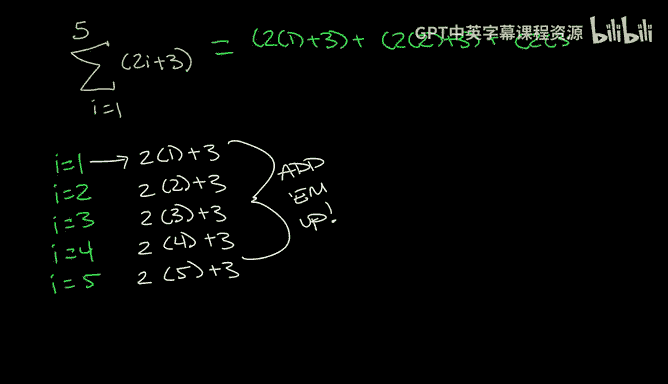 5
∑ (2i+3) = (2(1)+3) + (2(2)+3) + (2(3
i=1
GPT中英字幕课程资源 bilibili
i=1 → 2(1)+3
i=2 2(2)+3
i=3 2(3)+3
i=4 2(4)+3
i=5 2(5)+3
ADD
'EM
UP!